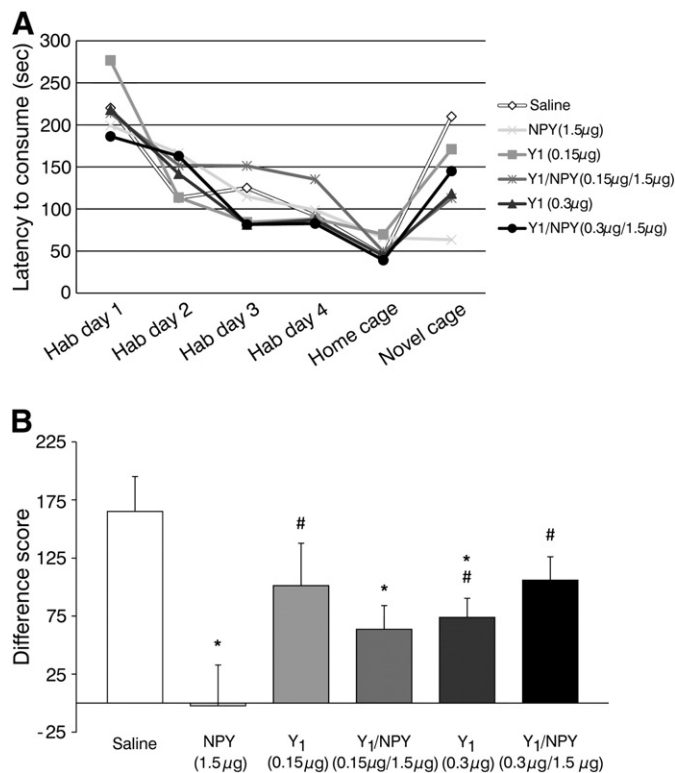 A
Latency to consume (sec)
300
250
200
150
100
50
0
Hab day 1
Hab day 2
Hab day 3
Hab day 4
Home cage
Novel cage
Saline
NPY(1.5µg)
Y1 (0.15µg)
Y1/NPY(0.15µg/1.5µg)
Y1 (0.3µg)
Y1/NPY(0.3µg/1.5µg)
B
Difference score
225
175
125
75
25
-25
*
#
*
*
#
#
Saline
NPY
(1.5µg)
Y1
(0.15µg)
Y1/NPY
(0.15µg/1.5µg)
Y1
(0.3µg)
Y1/NPY
(0.3µg/1.5 µg)